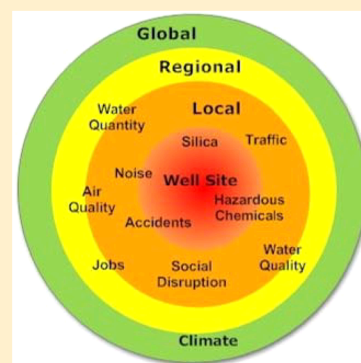 Global
Regional
Water
Quantity
Local
Silica
Traffic
Noise
Well Site
Air
Quality
Hazardous
Chemicals
Accidents
Jobs
Social
Disruption
Water
Quality
Climate